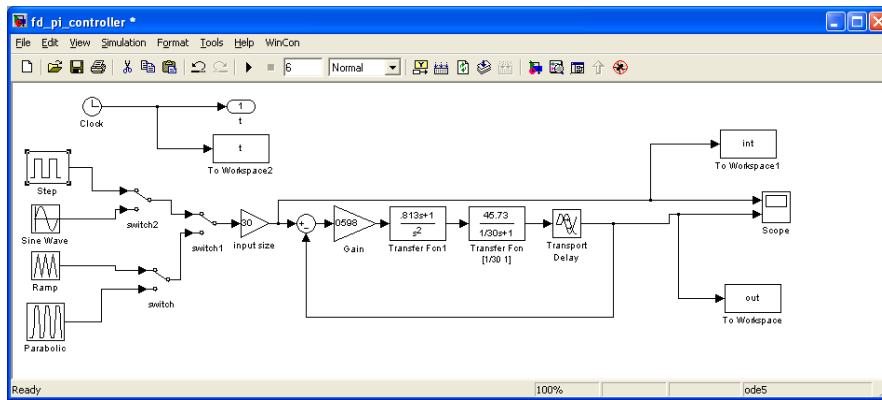 fd_pi_controller *
File Edit View Simulation Format Tools Help WinCon
6
Normal
Clock
1
t
t
To Workspace2
Step
Sine Wave
switch2
Ramp
switch
Parabolic
switch1
30
input size
+
-
0598
Gain
.813s+1
s²
Transfer Fcn1
45.73
1/30s+1
Transfer Fcn
[1/30 1]
Transport
Delay
int
To Workspace1
Scope
out
To Workspace
Ready
100%
ode5